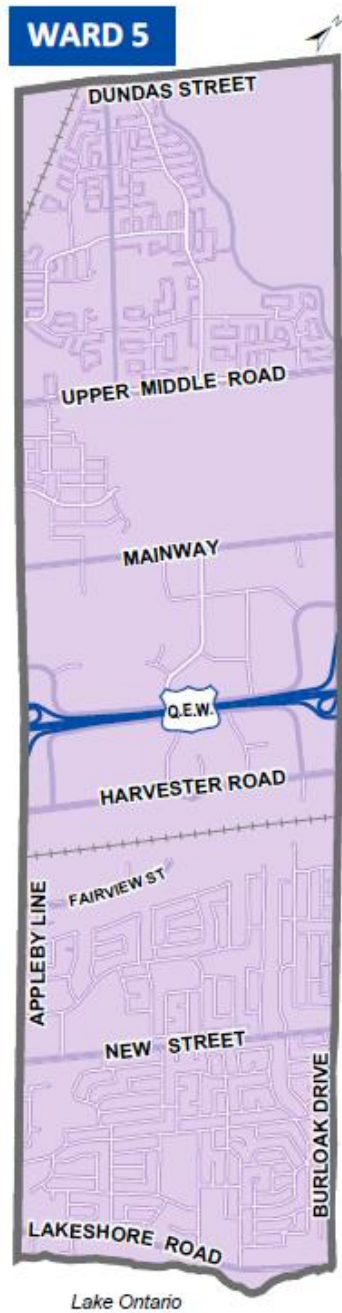 WARD 5
N
DUNDAS STREET
UPPER MIDDLE ROAD
MAINWAY
Q.E.W.
HARVESTER ROAD
FAIRVIEW ST
APPLEBY LINE
NEW STREET
BURLOAK DRIVE
LAKESHORE ROAD
Lake Ontario